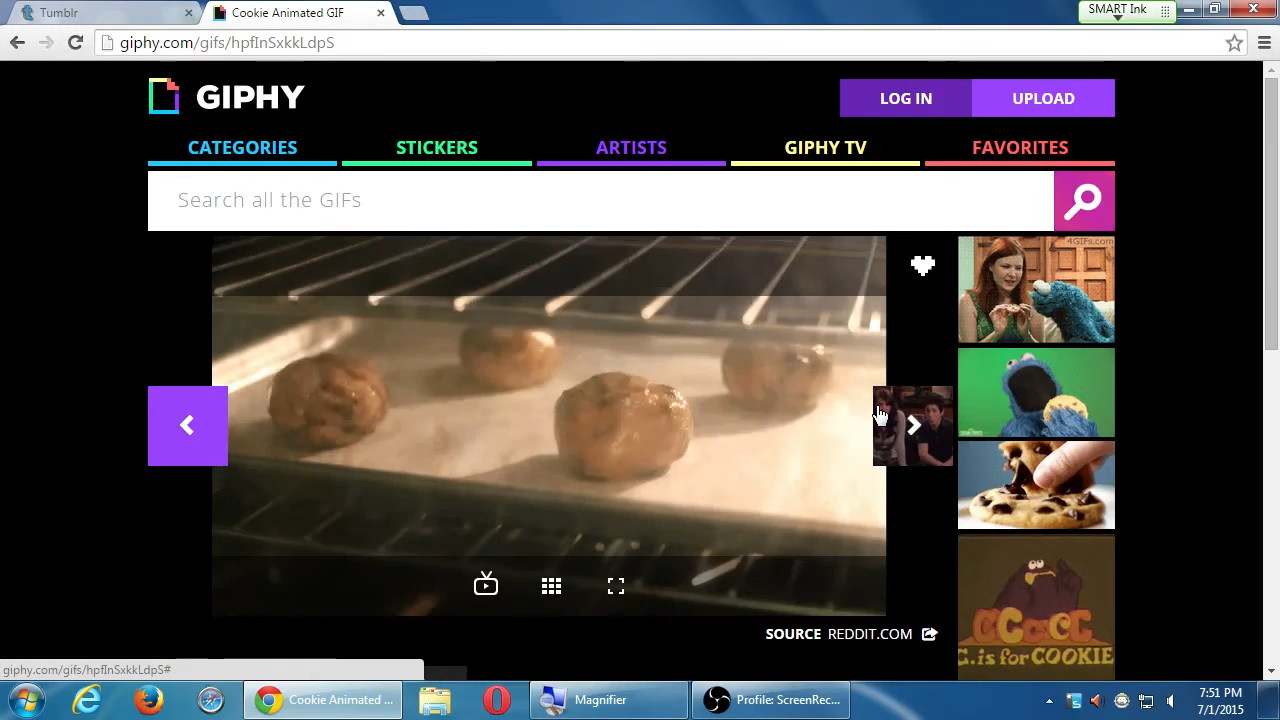 Tumblr
Cookie Animated GIF
SMART Ink
giphy.com/gifs/hpfInSxkkLdpS
GIPHY
LOG IN
UPLOAD
CATEGORIES
STICKERS
ARTISTS
GIPHY TV
FAVORITES
Search all the GIFs
4GIFs.com
C.is for COOKIE
SOURCE REDDIT.COM
giphy.com/gifs/hpfInSxkkLdpS#
Cookie Animated ...
Magnifier
Profile: ScreenRec...
7:51 PM
7/1/2015